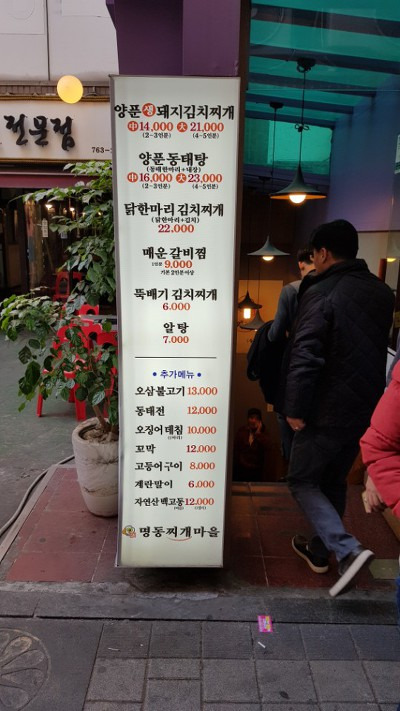 전문점
763-
양푼 생 돼지김치찌개
中 14,000 大 21,000
(2~3인분) (4~5인분)
양푼동태탕
(동태한마리+내장)
中 16,000 大 23,000
(2~3인분) (4~5인분)
닭한마리김치찌개
(닭한마리+김치)
22.000
매운갈비찜
1인분 9.000
기본2인분이상
뚝배기 김치찌개
6.000
알탕
7.000
• 추가메뉴 •
오삼불고기 13.000
동태전 12.000
오징어데침 10.000
꼬막 12.000
고등어구이 8.000
계란말이 6.000
자연산 백고동 12.000
명동찌개마을